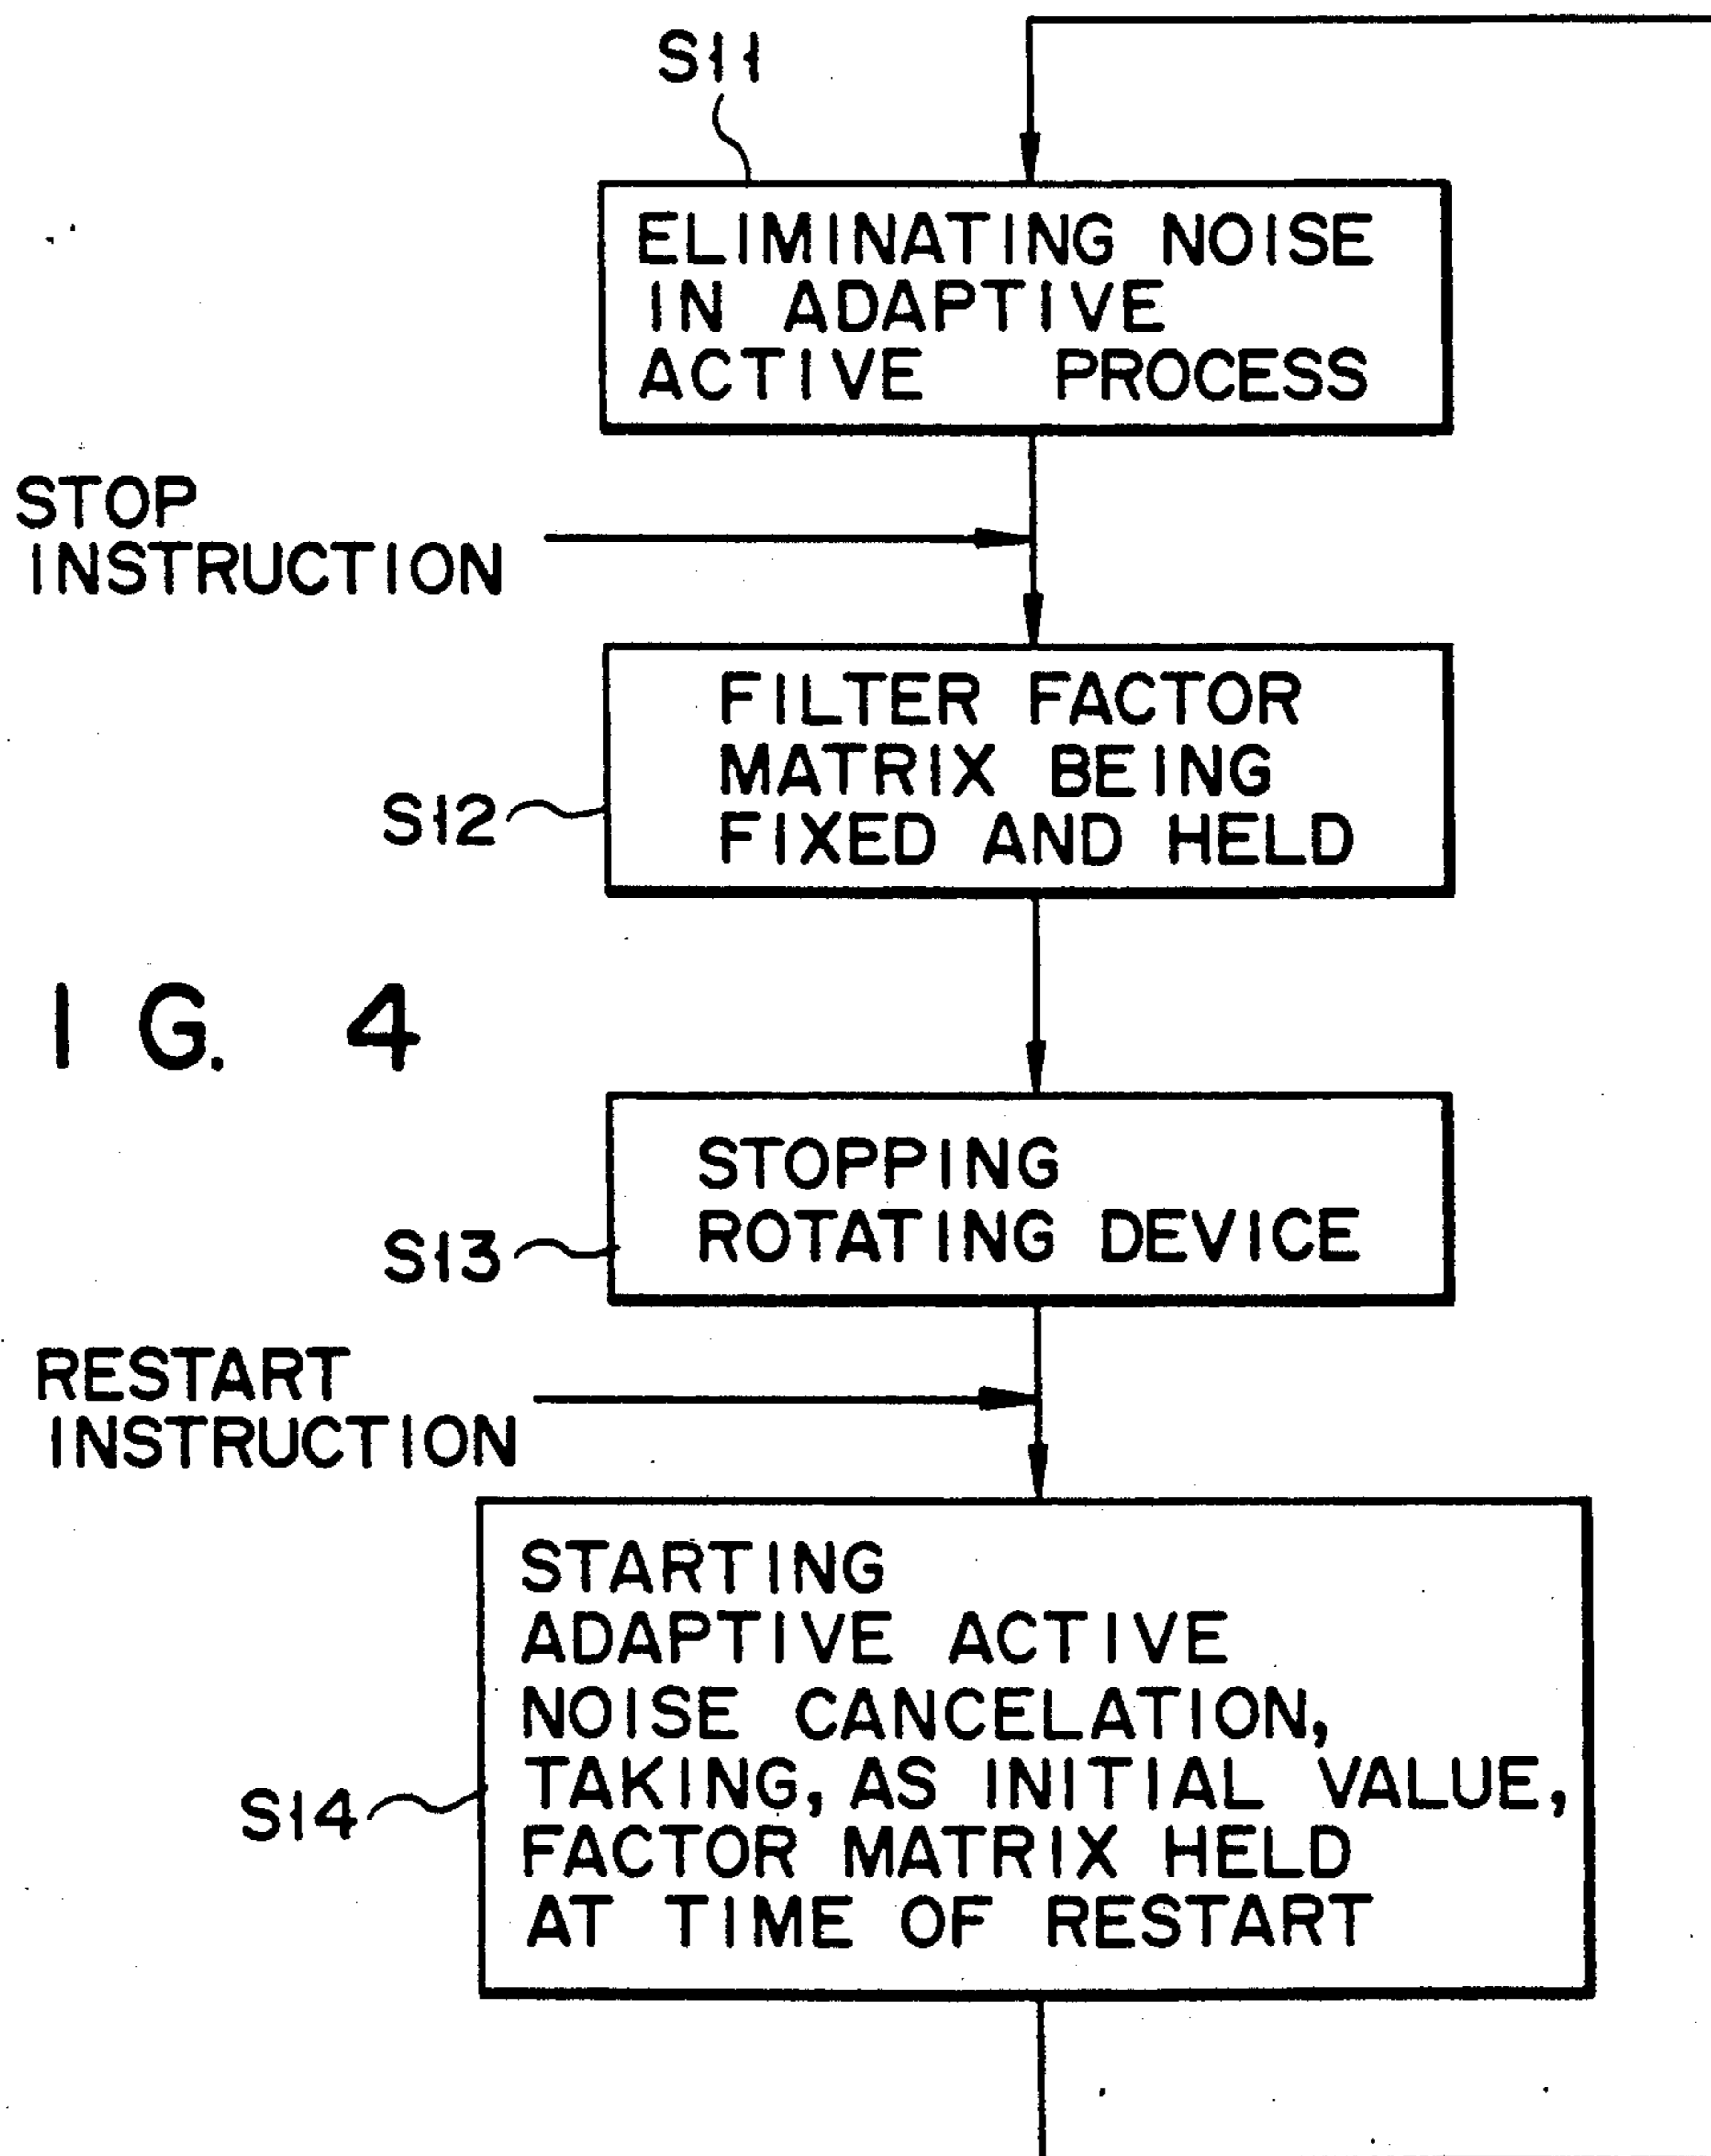 S11
ELIMINATING NOISE
IN ADAPTIVE
ACTIVE PROCESS
STOP
INSTRUCTION
FILTER FACTOR
MATRIX BEING
FIXED AND HELD
S12
I G. 4
STOPPING
ROTATING DEVICE
S13
RESTART
INSTRUCTION
STARTING
ADAPTIVE ACTIVE
NOISE CANCELATION,
TAKING, AS INITIAL VALUE,
FACTOR MATRIX HELD
AT TIME OF RESTART
S14